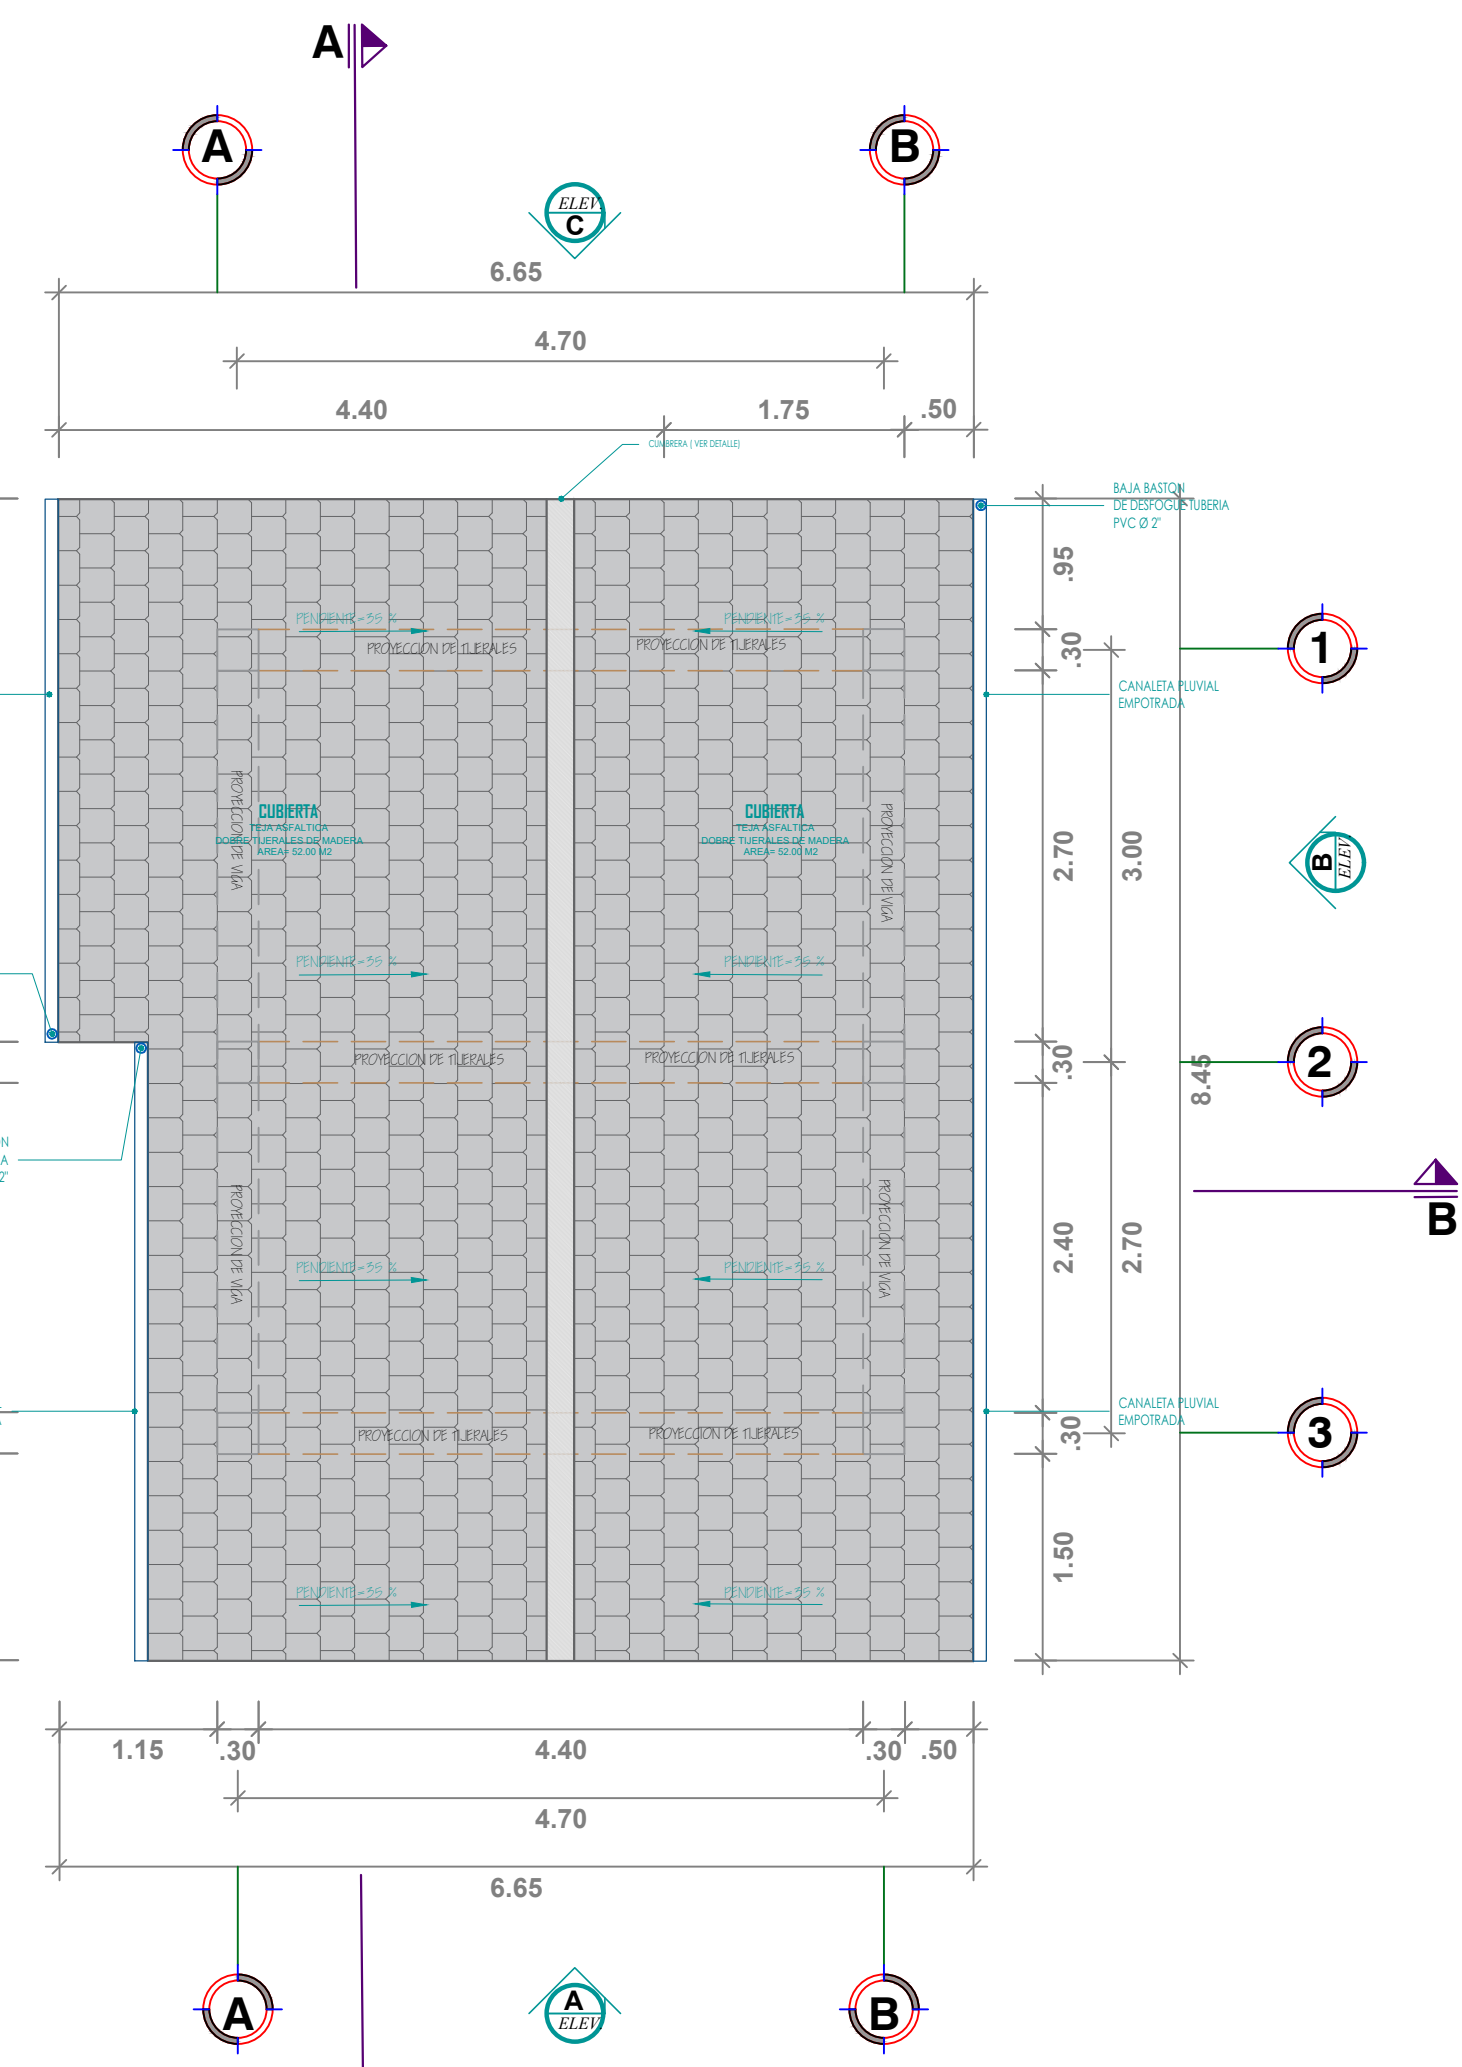 A
A
B
ELEV.
C
6.65
4.70
4.40
1.75
.50
CUMBRERA ( VER DETALLE)
BAJA BASTON
DE DESFOGUE TUBERIA
PVC Ø 2"
.95
PENDIENTE=35 %
PENDIENTE=35 %
PROYECCION DE TIJERALES
PROYECCION DE TIJERALES
.30
1
CANALETA PLUVIAL
EMPOTRADA
PROYECCION DE VIGA
CUBIERTA
TEJA ASFALTICA
DOBRE TIJERALES DE MADERA
AREA= 52.00 M2
CUBIERTA
TEJA ASFALTICA
DOBRE TIJERALES DE MADERA
AREA= 52.00 M2
PROYECCION DE VIGA
2.70
3.00
B
ELEV.
PENDIENTE=35 %
PENDIENTE=35 %
PROYECCION DE TIJERALES
PROYECCION DE TIJERALES
.30
2
8.45
N
A
2"
PROYECCION DE VIGA
PROYECCION DE VIGA
B
2.40
2.70
PENDIENTE=35 %
PENDIENTE=35 %
CANALETA PLUVIAL
EMPOTRADA
A
PROYECCION DE TIJERALES
PROYECCION DE TIJERALES
.30
3
1.50
PENDIENTE=35 %
PENDIENTE=35 %
1.15
.30
4.40
.30
.50
4.70
6.65
A
A
ELEV.
B